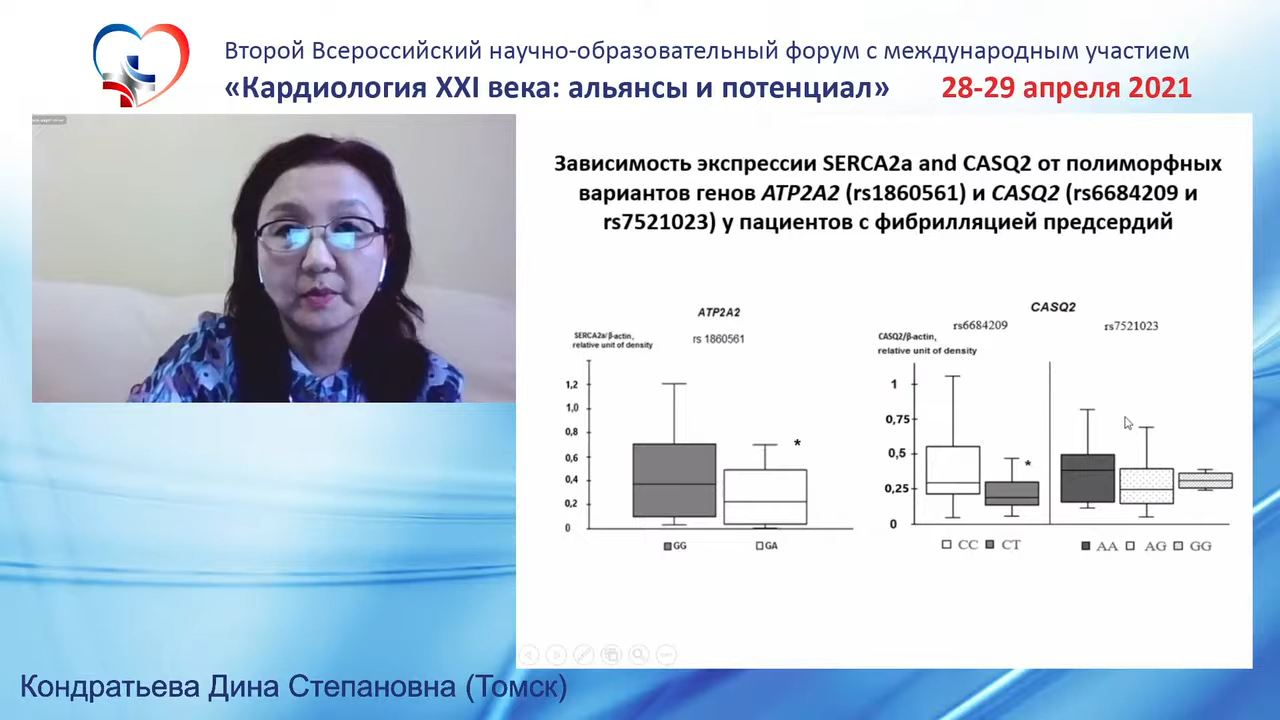 Второй Всероссийский научно-образовательный форум с международным участием
«Кардиология XXI века: альянсы и потенциал» 28-29 апреля 2021
Зависимость экспрессии SERCA2a and CASQ2 от полиморфных
вариантов генов ATP2A2 (rs1860561) и CASQ2 (rs6684209 и
rs7521023) у пациентов с фибрилляцией предсердий
ATP2A2
SERCA2a/β-actin,
relative unit of density
rs 1860561
1,2
1,0
0,8
0,6
0,4
0,2
0
*
GG GA
CASQ2
rs6684209 rs7521023
CASQ2/β-actin,
relative unit of density
1
0,75
0,5
0,25
0
*
CC CT AA AG GG
Кондратьева Дина Степановна (Томск)